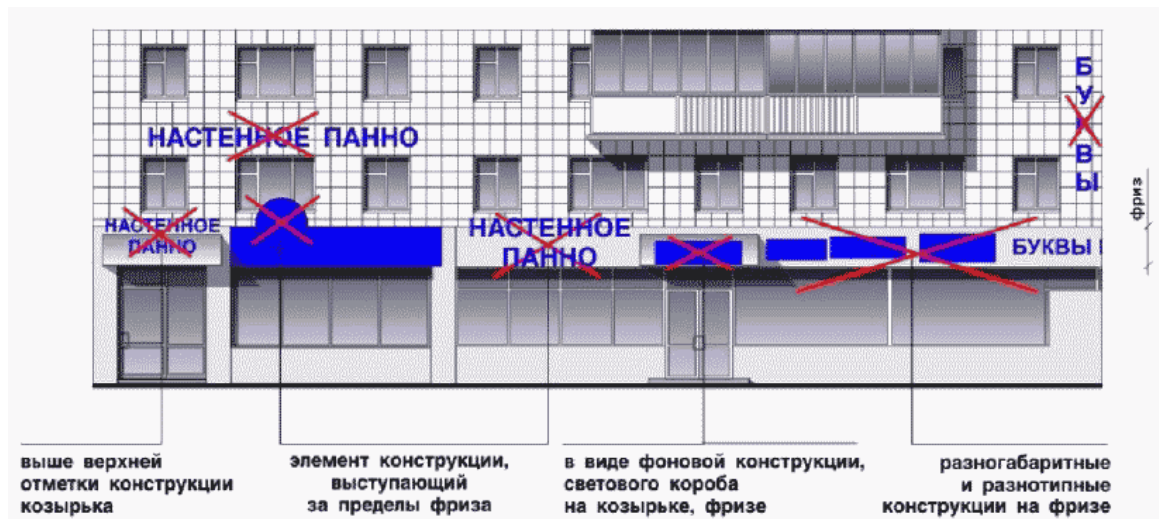 НАСТЕННОЕ ПАННО
БУКВЫ
НАСТЕННОЕ
ПАННО
НАСТЕННОЕ
ПАННО
БУКВЫ
фриз
выше верхней
отметки конструкции
козырька
элемент конструкции,
выступающий
за пределы фриза
в виде фоновой конструкции,
светового короба
на козырьке, фризе
разногабаритные
и разнотипные
конструкции на фризе